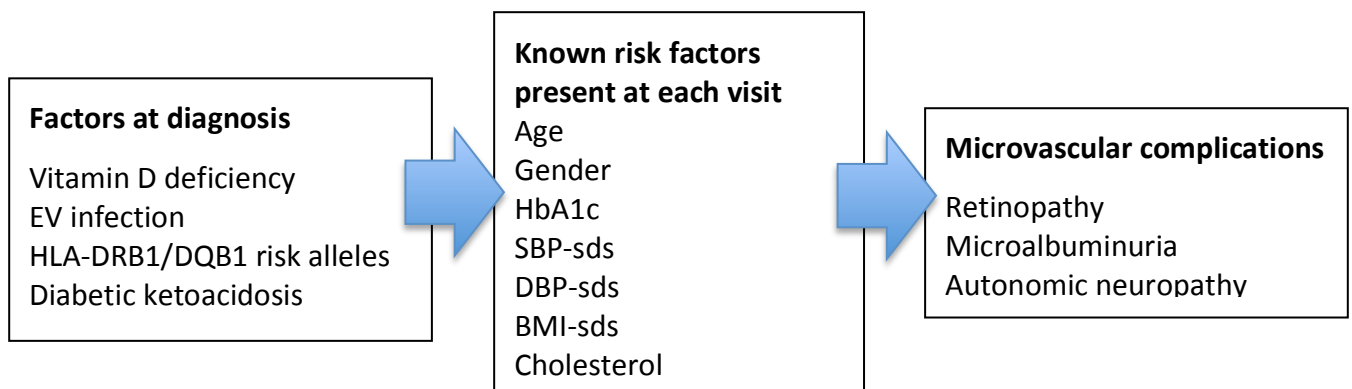 Factors at diagnosis
Vitamin D deficiency
EV infection
HLA-DRB1/DQB1 risk alleles
Diabetic ketoacidosis
Known risk factors
present at each visit
Age
Gender
HbA1c
SBP-sds
DBP-sds
BMI-sds
Cholesterol
Microvascular complications
Retinopathy
Microalbuminuria
Autonomic neuropathy